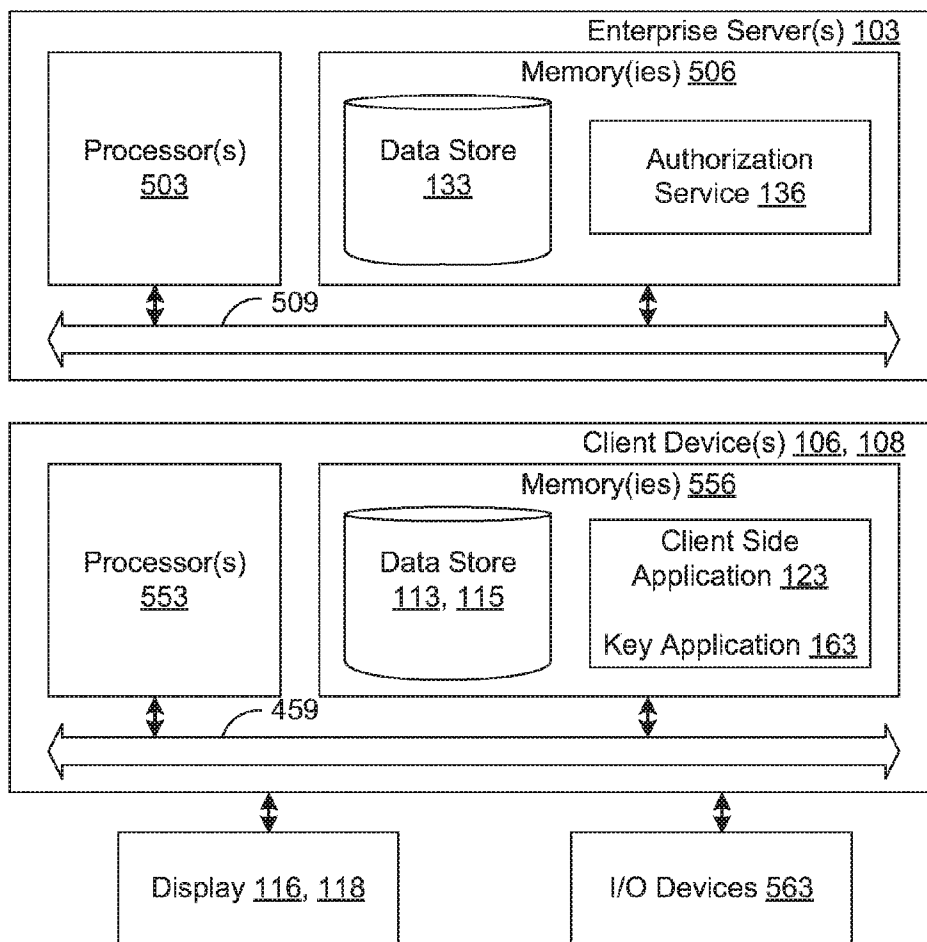 Enterprise Server(s) 103
Memory(ies) 506
Processor(s)
503
Data Store
133
Authorization
Service 136
509
Client Device(s) 106, 108
Memory(ies) 556
Processor(s)
553
Data Store
113, 115
Client Side
Application 123
Key Application 163
459
Display 116, 118
I/O Devices 563